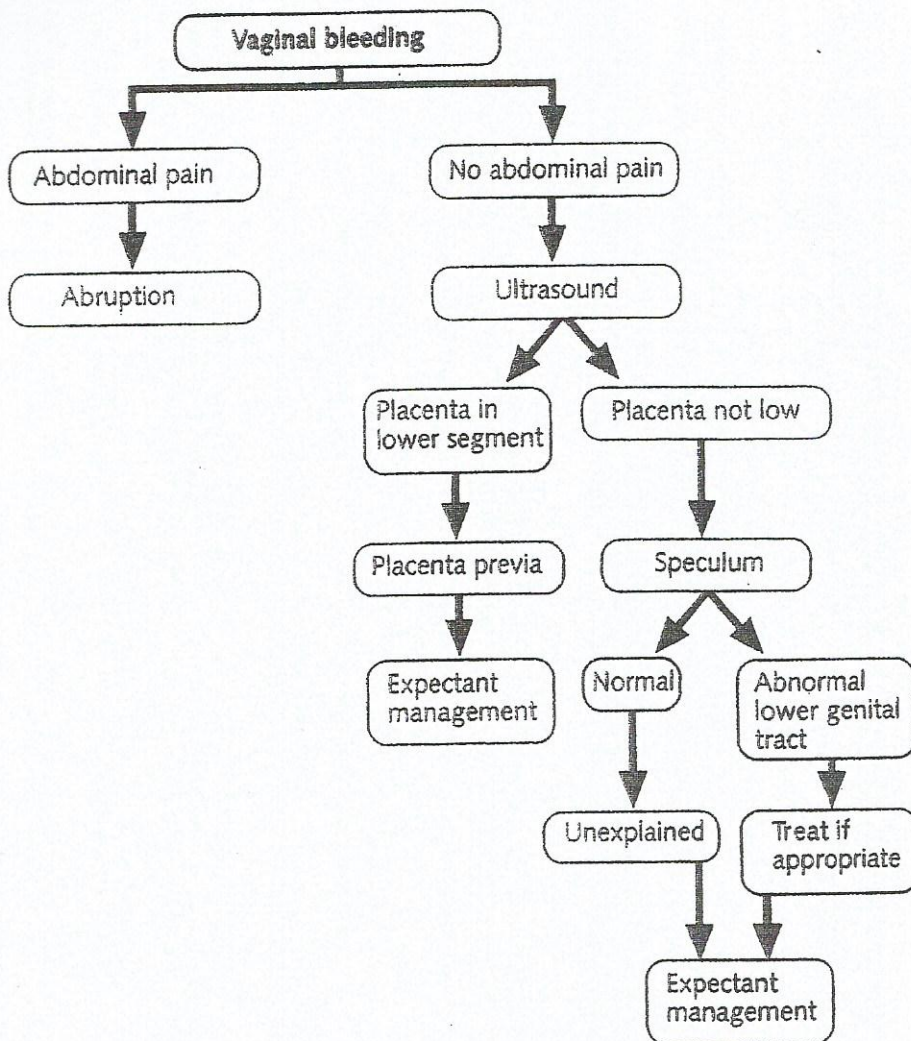 Vaginal bleeding
Abdominal pain
No abdominal pain
Abruption
Ultrasound
Placenta in
lower segment
Placenta not low
Placenta previa
Speculum
Expectant
management
Normal
Abnormal
lower genital
tract
Unexplained
Treat if
appropriate
Expectant
management